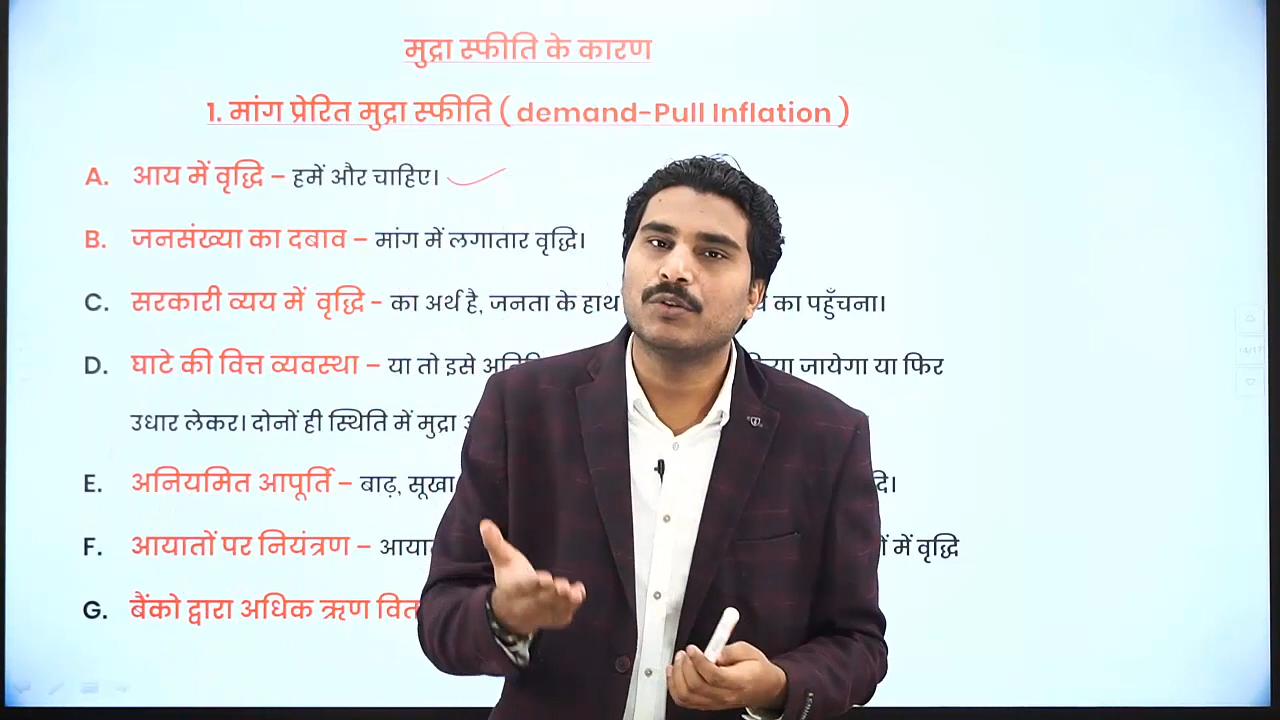 मुद्रा स्फीति के कारण
1. मांग प्रेरित मुद्रा स्फीति ( demand-Pull Inflation )
A. आय में वृद्धि – हमें और चाहिए।
B. जनसंख्या का दबाव – मांग में लगातार वृद्धि।
C. सरकारी व्यय में वृद्धि - का अर्थ है, जनता के हाथ का पहुँचना।
D. घाटे की वित्त व्यवस्था – या तो इसे जायेगा या फिर
उधार लेकर। दोनों ही स्थिति में मुद्रा
E. अनियमित आपूर्ति – बाढ़, सूखा
F. आयातों पर नियंत्रण – में वृद्धि
G. बैंको द्वारा अधिक ऋण